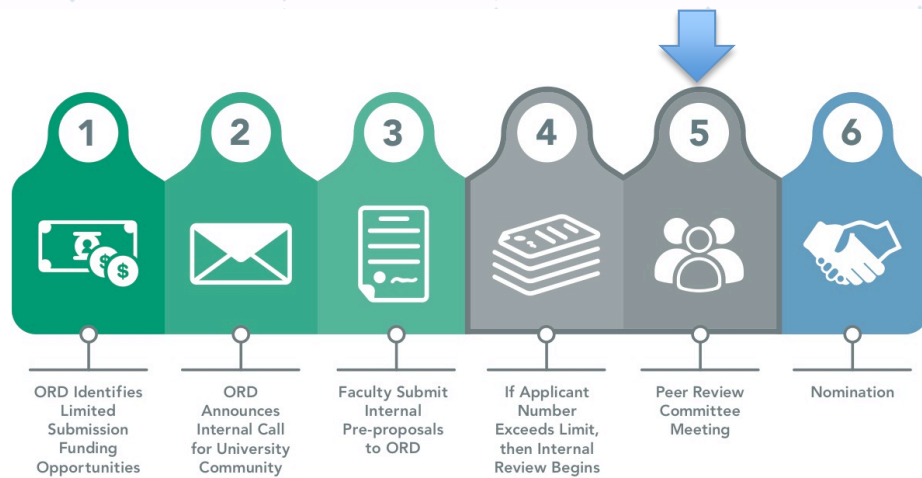 1
2
3
4
5
6
$
$
ORD Identifies
Limited
Submission
Funding
Opportunities
ORD
Announces
Internal Call
for University
Community
Faculty Submit
Internal
Pre-proposals
to ORD
If Applicant
Number
Exceeds Limit,
then Internal
Review Begins
Peer Review
Committee
Meeting
Nomination